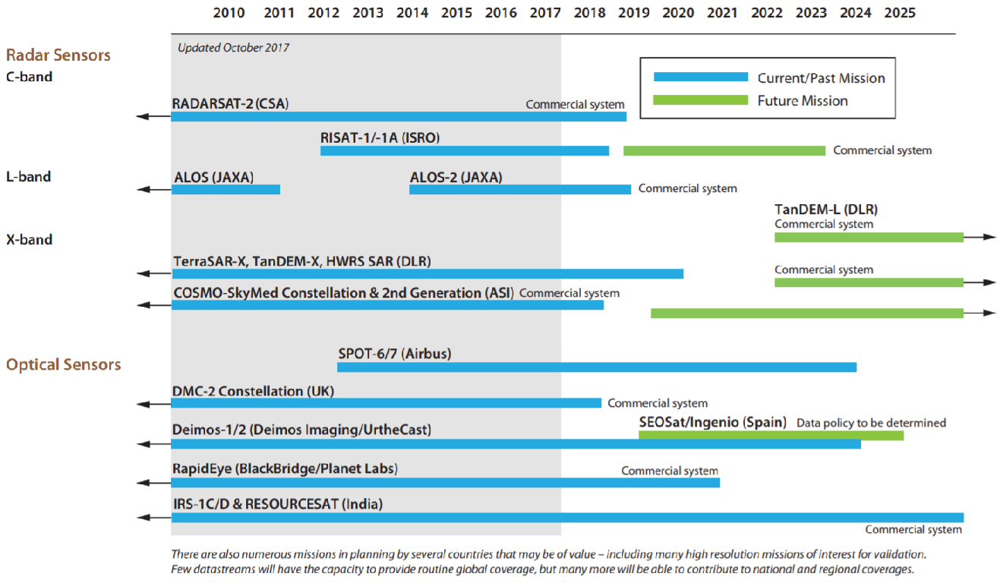 2010 2011 2012 2013 2014 2015 2016 2017 2018 2019 2020 2021 2022 2023 2024 2025
Updated October 2017
Radar Sensors
C-band
Current/Past Mission
Future Mission
RADARSAT-2 (CSA)
Commercial system
RISAT-1/-1A (ISRO)
Commercial system
L-band
ALOS (JAXA)
ALOS-2 (JAXA)
Commercial system
TanDEM-L (DLR)
Commercial system
X-band
TerraSAR-X, TanDEM-X, HWRS SAR (DLR)
Commercial system
COSMO-SkyMed Constellation & 2nd Generation (ASI) Commercial system
Optical Sensors
SPOT-6/7 (Airbus)
DMC-2 Constellation (UK)
Commercial system
Deimos-1/2 (Deimos Imaging/UrtheCast)
SEOSat/Ingenio (Spain) Data policy to be determined
RapidEye (BlackBridge/Planet Labs)
Commercial system
IRS-1C/D & RESOURCESAT (India)
Commercial system
There are also numerous missions in planning by several countries that may be of value – including many high resolution missions of interest for validation.
Few datastreams will have the capacity to provide routine global coverage, but many more will be able to contribute to national and regional coverages.